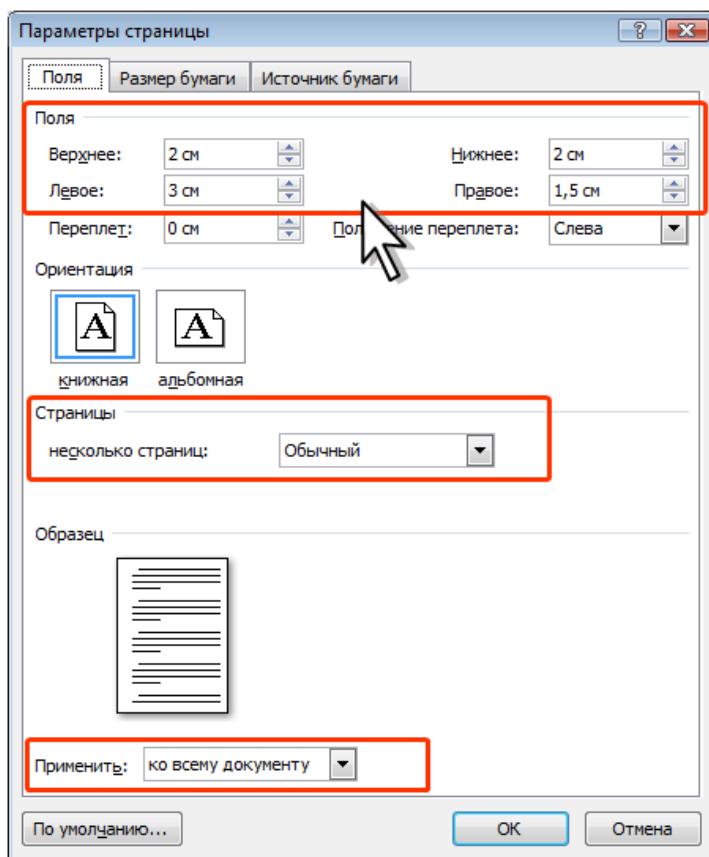 Параметры страницы
Поля Размер бумаги Источник бумаги
Поля
Верхнее: 2 см Нижнее: 2 см
Левое: 3 см Правое: 1,5 см
Переплет: 0 см переплета: Слева
Ориентация
A A
книжная альбомная
Страницы
несколько страниц: Обычный
Образец
Применить: ко всему документу
По умолчанию... ОК Отмена